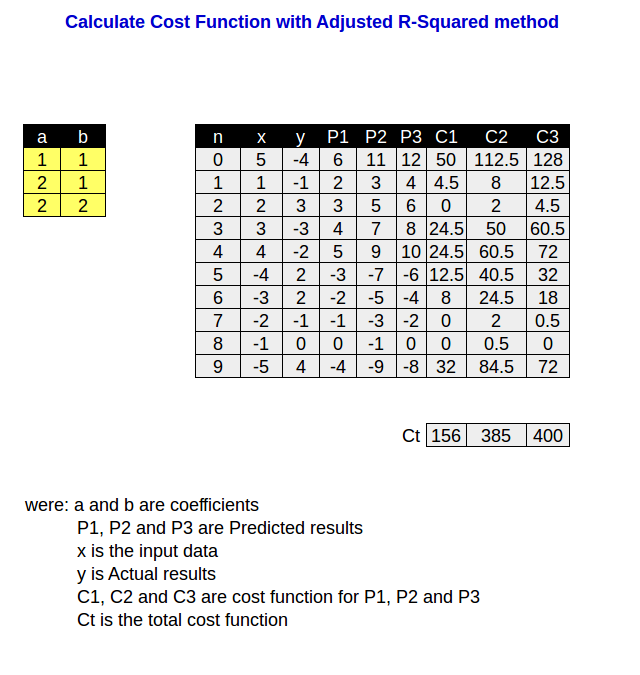 Calculate Cost Function with Adjusted R-Squared method
a b
1 1
2 1
2 2
n x y P1 P2 P3 C1 C2 C3
0 5 -4 6 11 12 50 112.5 128
1 1 -1 2 3 4 4.5 8 12.5
2 2 3 3 5 6 0 2 4.5
3 3 -3 4 7 8 24.5 50 60.5
4 4 -2 5 9 10 24.5 60.5 72
5 -4 2 -3 -7 -6 12.5 40.5 32
6 -3 2 -2 -5 -4 8 24.5 18
7 -2 -1 -1 -3 -2 0 2 0.5
8 -1 0 0 -1 0 0 0.5 0
9 -5 4 -4 -9 -8 32 84.5 72
Ct 156 385 400
were: a and b are coefficients
P1, P2 and P3 are Predicted results
x is the input data
y is Actual results
C1, C2 and C3 are cost function for P1, P2 and P3
Ct is the total cost function